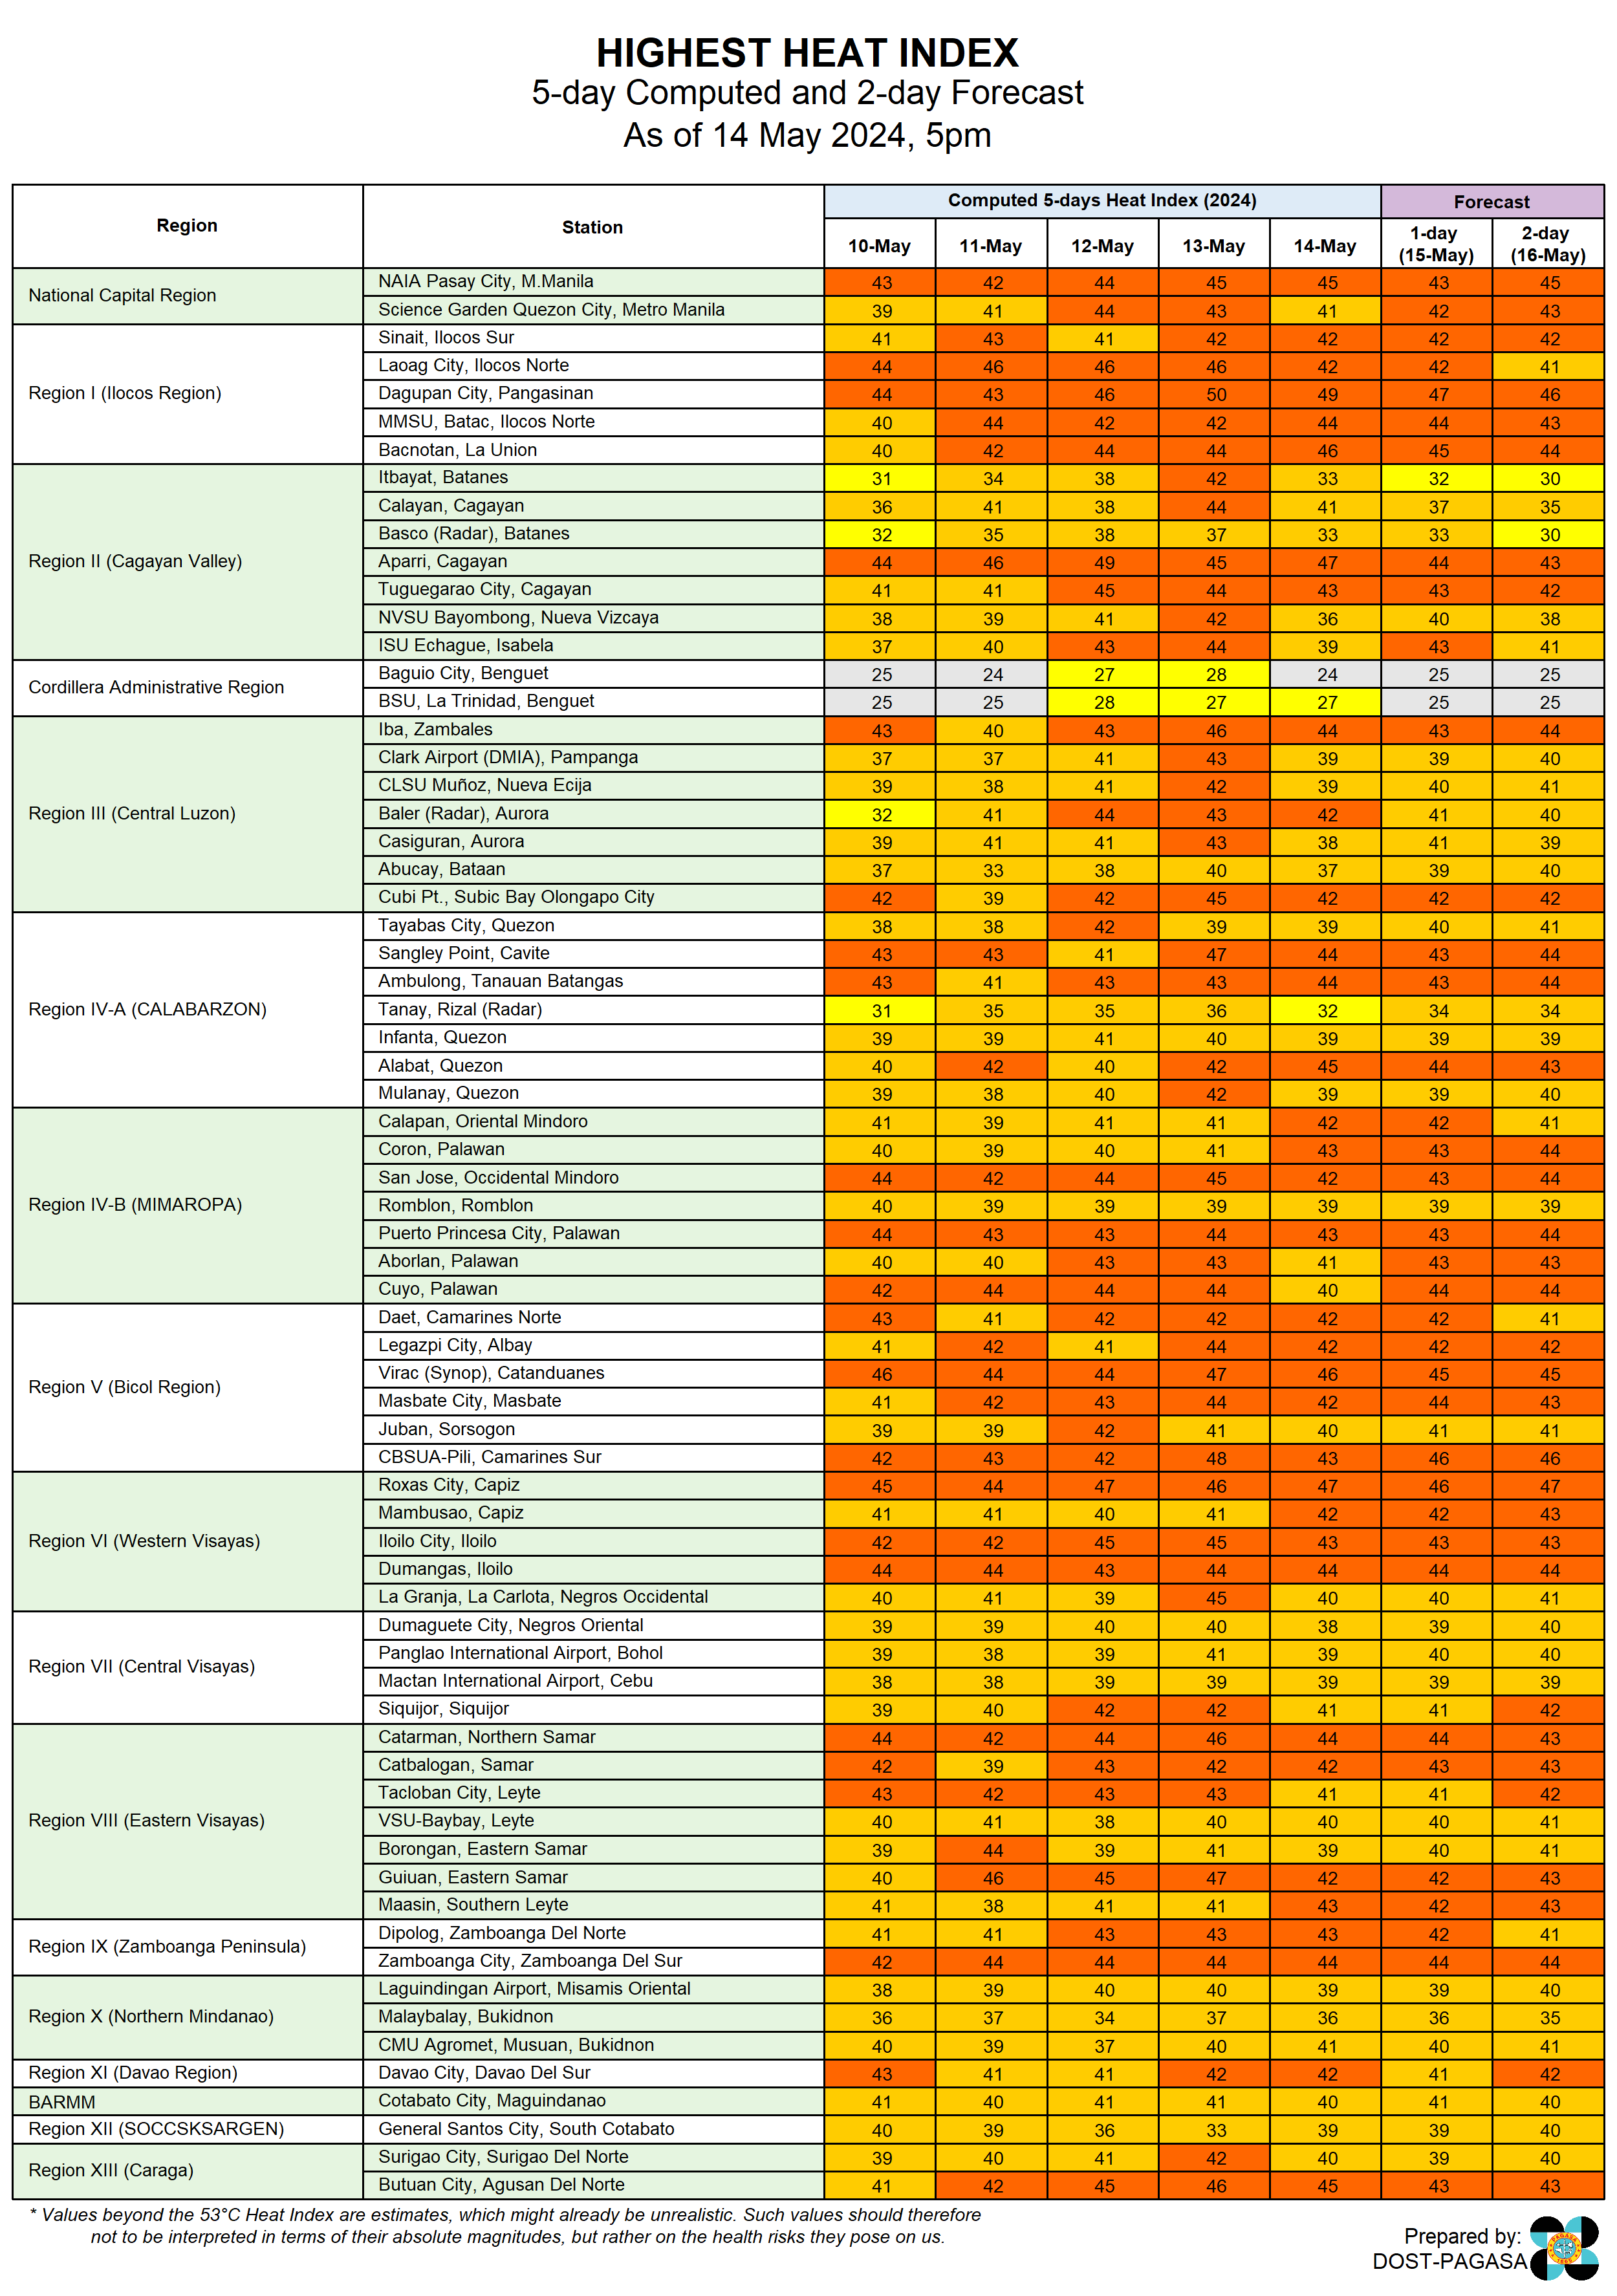 HIGHEST HEAT INDEX
5-day Computed and 2-day Forecast
As of 14 May 2024, 5pm
Region Station Computed 5-days Heat Index (2024) Forecast
10-May 11-May 12-May 13-May 14-May 1-day (15-May) 2-day (16-May)
National Capital Region
NAIA Pasay City, M.Manila 43 42 44 45 45 43 45
Science Garden Quezon City, Metro Manila 39 41 44 43 41 42 43
Region I (Ilocos Region)
Sinait, Ilocos Sur 41 43 41 42 42 42 42
Laoag City, Ilocos Norte 44 46 46 46 42 42 41
Dagupan City, Pangasinan 44 43 46 50 49 47 46
MMSU, Batac, Ilocos Norte 40 44 42 42 44 44 43
Bacnotan, La Union 40 42 44 44 46 45 44
Region II (Cagayan Valley)
Itbayat, Batanes 31 34 38 42 33 32 30
Calayan, Cagayan 36 41 38 44 41 37 35
Basco (Radar), Batanes 32 35 38 37 33 33 30
Aparri, Cagayan 44 46 49 45 47 44 43
Tuguegarao City, Cagayan 41 41 45 44 43 43 42
NVSU Bayombong, Nueva Vizcaya 38 39 41 42 36 40 38
ISU Echague, Isabela 37 40 43 44 39 43 41
Cordillera Administrative Region
Baguio City, Benguet 25 24 27 28 24 25 25
BSU, La Trinidad, Benguet 25 25 28 27 27 25 25
Region III (Central Luzon)
Iba, Zambales 43 40 43 46 44 43 44
Clark Airport (DMIA), Pampanga 37 37 41 43 39 39 40
CLSU Muñoz, Nueva Ecija 39 38 41 42 39 40 41
Baler (Radar), Aurora 32 41 44 43 42 41 40
Casiguran, Aurora 39 41 41 43 38 41 39
Abucay, Bataan 37 33 38 40 37 39 40
Cubi Pt., Subic Bay Olongapo City 42 39 42 45 42 42 42
Region IV-A (CALABARZON)
Tayabas City, Quezon 38 38 42 39 39 40 41
Sangley Point, Cavite 43 43 41 47 44 43 44
Ambulong, Tanauan Batangas 43 41 43 43 44 43 44
Tanay, Rizal (Radar) 31 35 35 36 32 34 34
Infanta, Quezon 39 39 41 40 39 39 39
Alabat, Quezon 40 42 40 42 45 44 43
Mulanay, Quezon 39 38 40 42 39 39 40
Region IV-B (MIMAROPA)
Calapan, Oriental Mindoro 41 39 41 41 42 42 41
Coron, Palawan 40 39 40 41 43 43 44
San Jose, Occidental Mindoro 44 42 44 45 42 43 44
Romblon, Romblon 40 39 39 39 39 39 39
Puerto Princesa City, Palawan 44 43 43 44 43 43 44
Aborlan, Palawan 40 40 43 43 41 43 43
Cuyo, Palawan 42 44 44 44 40 44 44
Region V (Bicol Region)
Daet, Camarines Norte 43 41 42 42 42 42 41
Legazpi City, Albay 41 42 41 44 42 42 42
Virac (Synop), Catanduanes 46 44 44 47 46 45 45
Masbate City, Masbate 41 42 43 44 42 44 43
Juban, Sorsogon 39 39 42 41 40 41 41
CBSUA-Pili, Camarines Sur 42 43 42 48 43 46 46
Region VI (Western Visayas)
Roxas City, Capiz 45 44 47 46 47 46 47
Mambusao, Capiz 41 41 40 41 42 42 43
Iloilo City, Iloilo 42 42 45 45 43 43 43
Dumangas, Iloilo 44 44 43 44 44 44 44
La Granja, La Carlota, Negros Occidental 40 41 39 45 40 40 41
Region VII (Central Visayas)
Dumaguete City, Negros Oriental 39 39 40 40 38 39 40
Panglao International Airport, Bohol 39 38 39 41 39 40 40
Mactan International Airport, Cebu 38 38 39 39 39 39 39
Siquijor, Siquijor 39 40 42 42 41 41 42
Region VIII (Eastern Visayas)
Catarman, Northern Samar 44 42 44 46 44 44 43
Catbalogan, Samar 42 39 43 42 42 43 43
Tacloban City, Leyte 43 42 43 43 41 41 42
VSU-Baybay, Leyte 40 41 38 40 40 40 41
Borongan, Eastern Samar 39 44 39 41 39 40 41
Guiuan, Eastern Samar 40 46 45 47 42 42 43
Maasin, Southern Leyte 41 38 41 41 43 42 43
Region IX (Zamboanga Peninsula)
Dipolog, Zamboanga Del Norte 41 41 43 43 43 42 41
Zamboanga City, Zamboanga Del Sur 42 44 44 44 44 44 44
Region X (Northern Mindanao)
Laguindingan Airport, Misamis Oriental 38 39 40 40 39 39 40
Malaybalay, Bukidnon 36 37 34 37 36 36 35
CMU Agromet, Musuan, Bukidnon 40 39 37 40 41 40 41
Region XI (Davao Region)
Davao City, Davao Del Sur 43 41 41 42 42 41 42
BARMM
Cotabato City, Maguindanao 41 40 41 41 40 41 40
Region XII (SOCCSKSARGEN)
General Santos City, South Cotabato 40 39 36 33 39 39 40
Region XIII (Caraga)
Surigao City, Surigao Del Norte 39 40 41 42 40 39 40
Butuan City, Agusan Del Norte 41 42 45 46 45 43 43
* Values beyond the 53°C Heat Index are estimates, which might already be unrealistic. Such values should therefore
not to be interpreted in terms of their absolute magnitudes, but rather on the health risks they pose on us.
Prepared by:
DOST-PAGASA